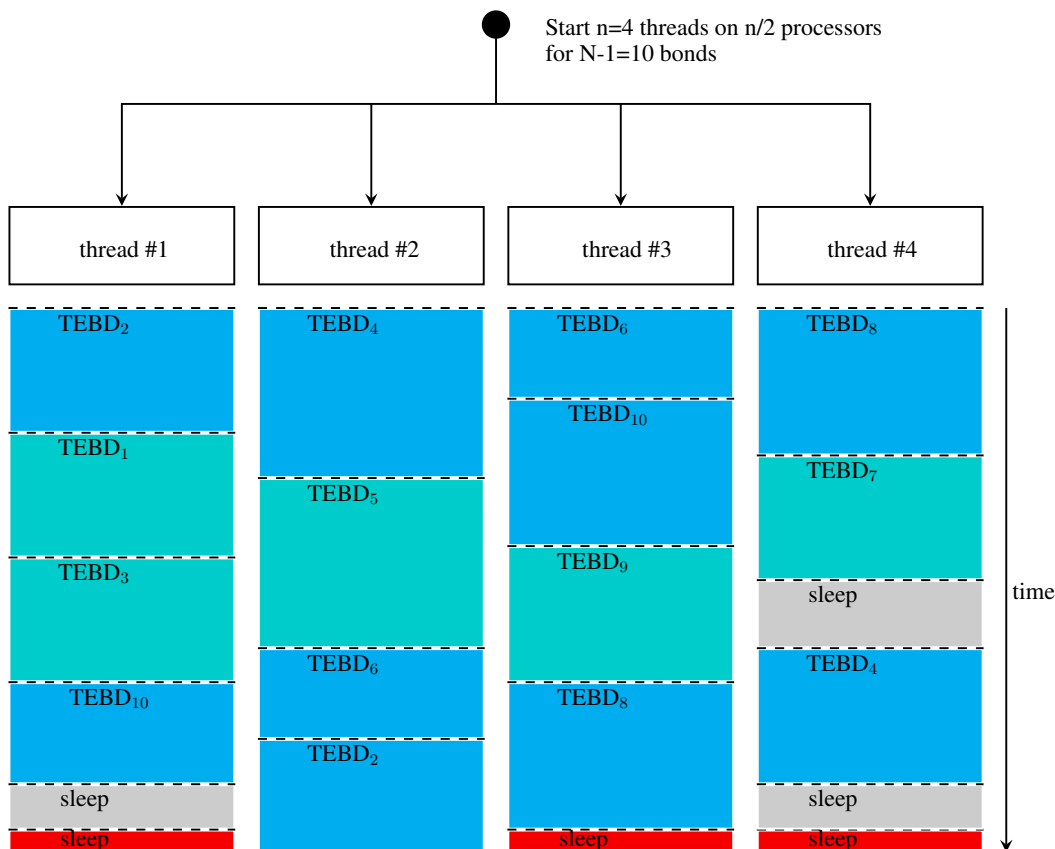 Start n=4 threads on n/2 processors
for N-1=10 bonds
thread #1
thread #2
thread #3
thread #4
TEBD₂
TEBD₄
TEBD₆
TEBD₈
TEBD₁₀
TEBD₁
TEBD₇
TEBD₅
TEBD₉
TEBD₃
sleep
time
TEBD₆
TEBD₄
TEBD₁₀
TEBD₈
TEBD₂
sleep
sleep
sleep
sleep
sleep